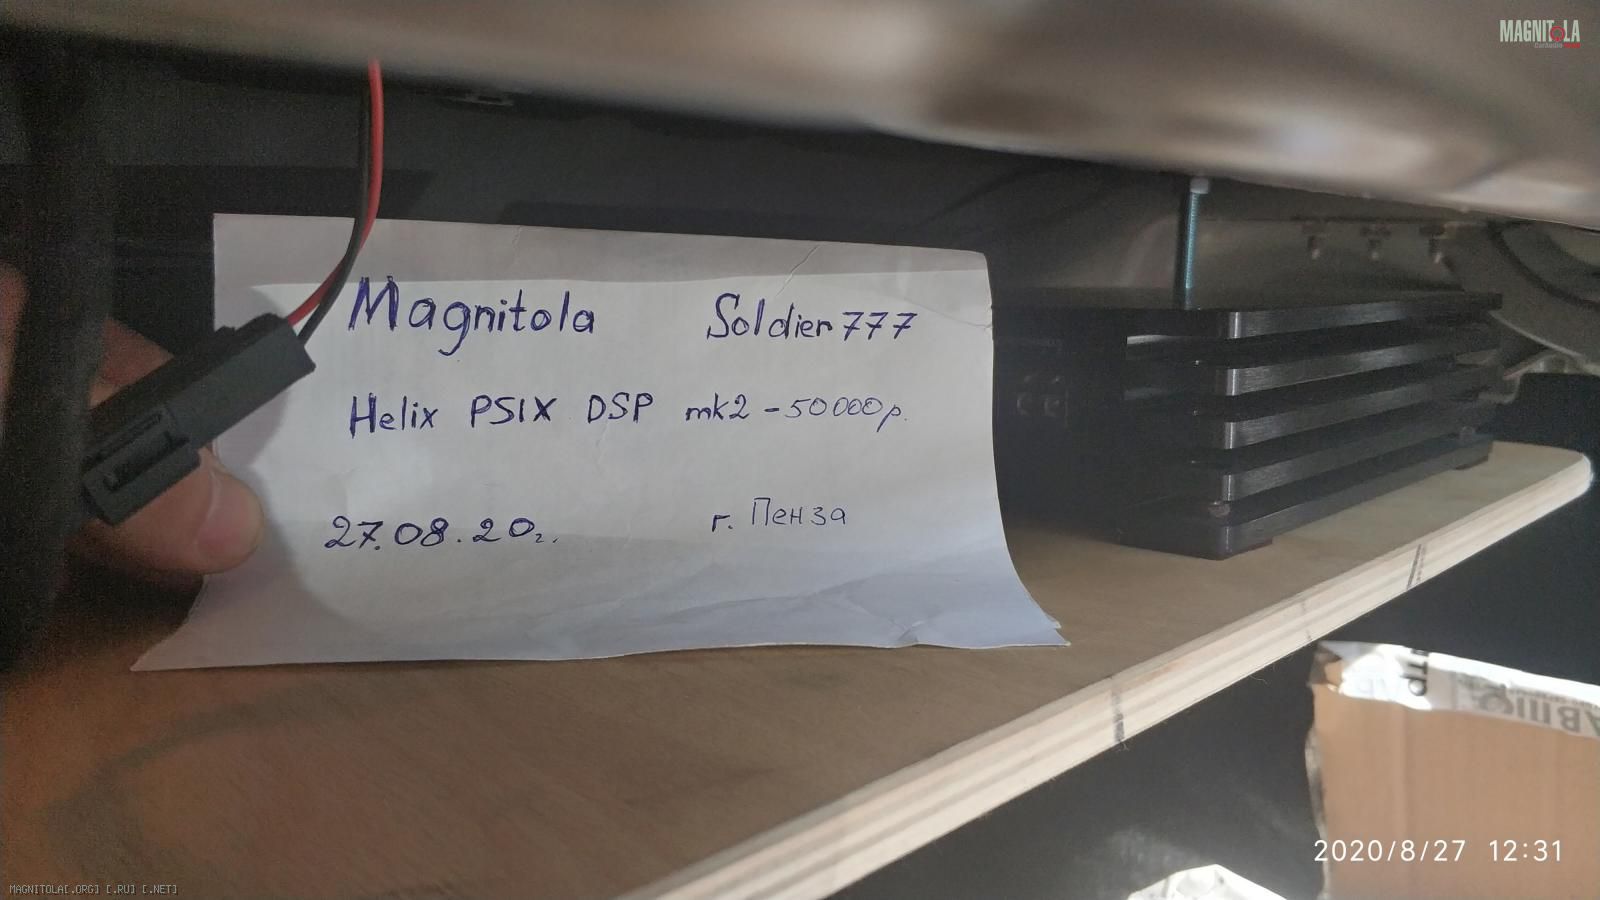 MAGNITOLA
Magnitola Soldier777
Helix PSIX DSP mk2 - 50000р.
27.08.20г. г. Пенза
2020/8/27 12:31
MAGNITOLA[.ORG] [.RU] [.NET]